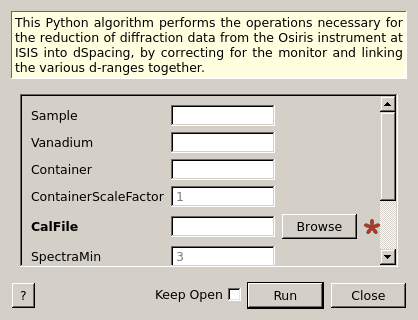 This Python algorithm performs the operations necessary for
the reduction of diffraction data from the Osiris instrument at
ISIS into dSpacing, by correcting for the monitor and linking
the various d-ranges together.
Sample
Vanadium
Container
ContainerScaleFactor 1
CalFile Browse
SpectraMin 3
? Keep Open Run Close